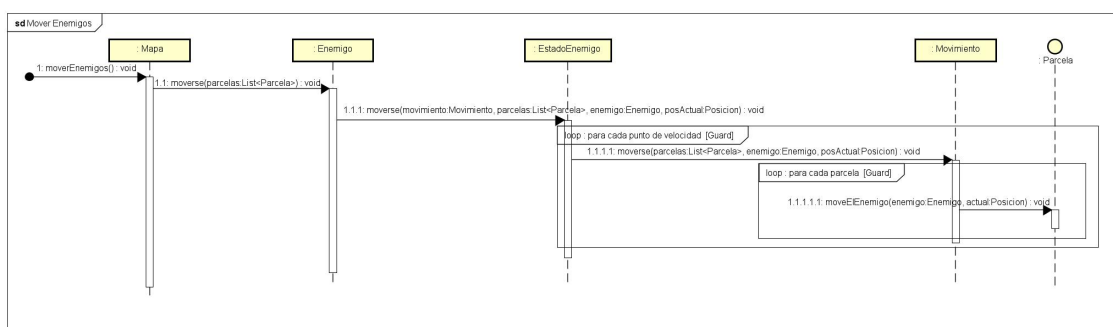 sd Mover Enemigos
: Mapa
: Enemigo
: EstadoEnemigo
: Movimiento
: Parcela
1: moverEnemigos() : void
1.1: moverse(parcelas:List<Parcela>) : void
1.1.1: moverse(movimiento:Movimiento, parcelas:List<Parcela>, enemigo:Enemigo, posActual:Posicion) : void
loop : para cada punto de velocidad [Guard]
1.1.1.1: moverse(parcelas:List<Parcela>, enemigo:Enemigo, posActual:Posicion) : void
loop : para cada parcela [Guard]
1.1.1.1.1: moveElEnemigo(enemigo:Enemigo, actual:Posicion) : void